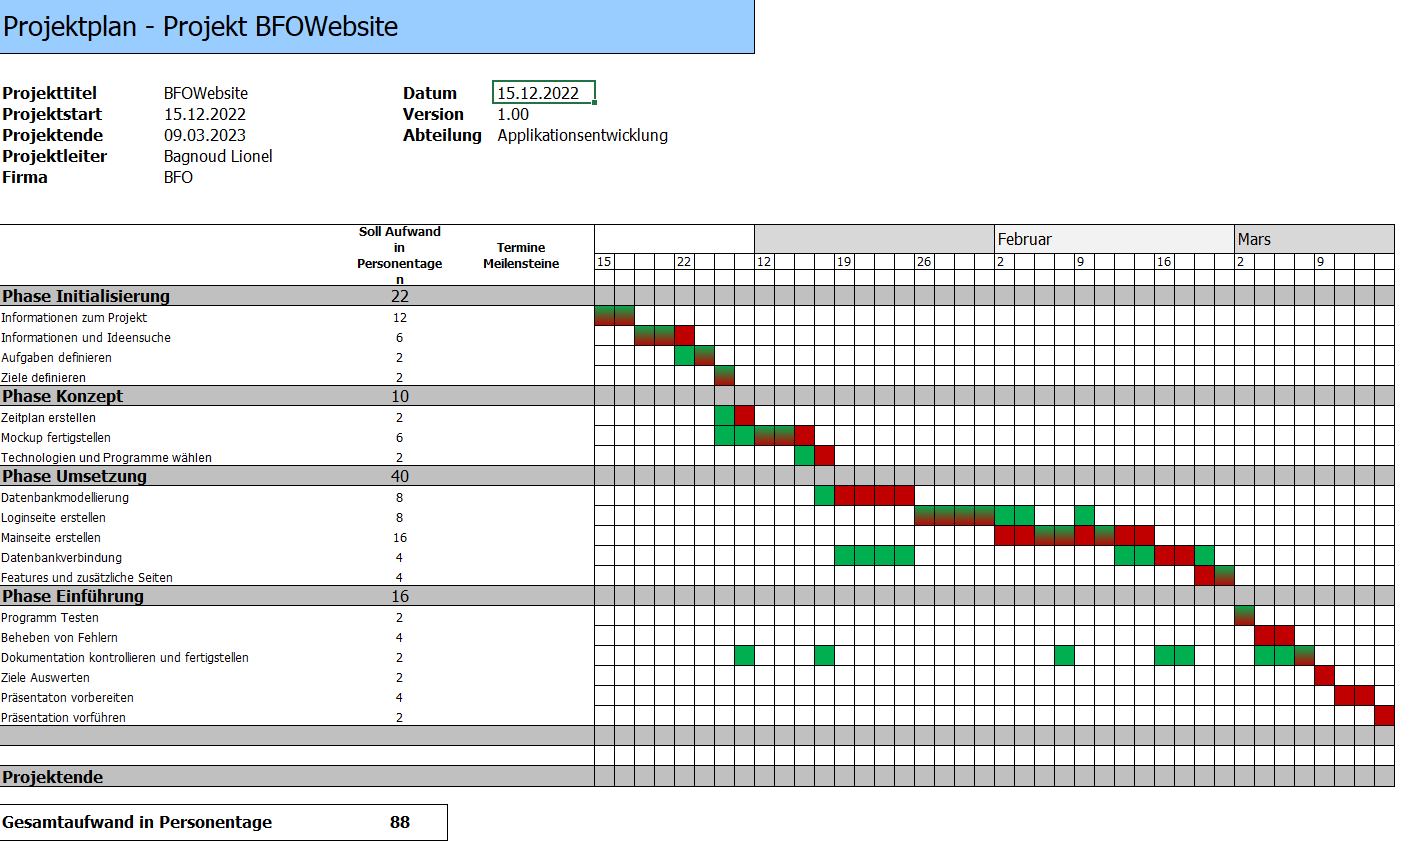 Projektplan - Projekt BFOWebsite
Projekttitel BFOWebsite Datum 15.12.2022
Projektstart 15.12.2022 Version 1.00
Projektende 09.03.2023 Abteilung Applikationsentwicklung
Projektleiter Bagnoud Lionel
Firma BFO
Soll Aufwand
in
Personentage
n
Termine
Meilensteine
Februar Mars
15 22 12 19 26 2 9 16 2 9
Phase Initialisierung 22
Informationen zum Projekt 12
Informationen und Ideensuche 6
Aufgaben definieren 2
Ziele definieren 2
Phase Konzept 10
Zeitplan erstellen 2
Mockup fertigstellen 6
Technologien und Programme wählen 2
Phase Umsetzung 40
Datenbankmodellierung 8
Loginseite erstellen 8
Mainseite erstellen 16
Datenbankverbindung 4
Features und zusätzliche Seiten 4
Phase Einführung 16
Programm Testen 2
Beheben von Fehlern 4
Dokumentation kontrollieren und fertigstellen 2
Ziele Auswerten 2
Präsentaton vorbereiten 4
Präsentation vorführen 2
Projektende
Gesamtaufwand in Personentage 88